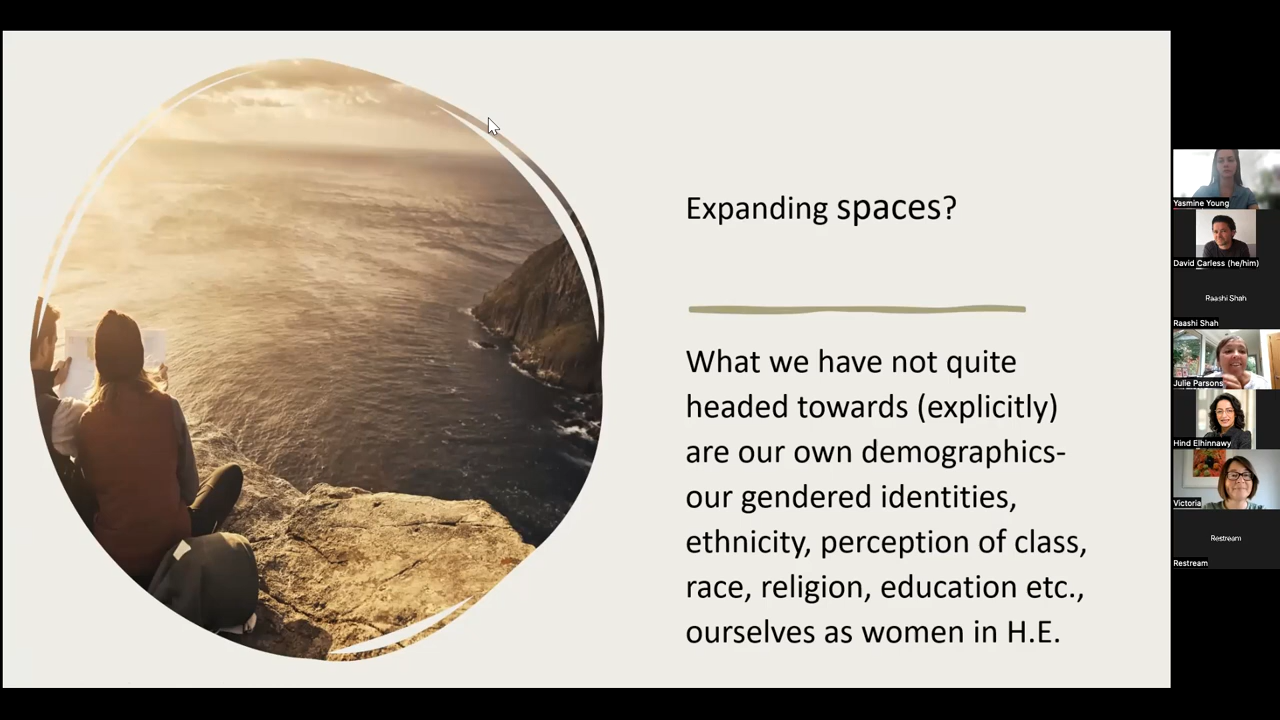 Expanding spaces?
What we have not quite
headed towards (explicitly)
are our own demographics-
our gendered identities,
ethnicity, perception of class,
race, religion, education etc.,
ourselves as women in H.E.
Yasmine Young
David Carless (he/him)
Raashi Shah
Raashi Shah
Julie Parsons
Hind Elhinnawy
Victoria
Restream
Restream